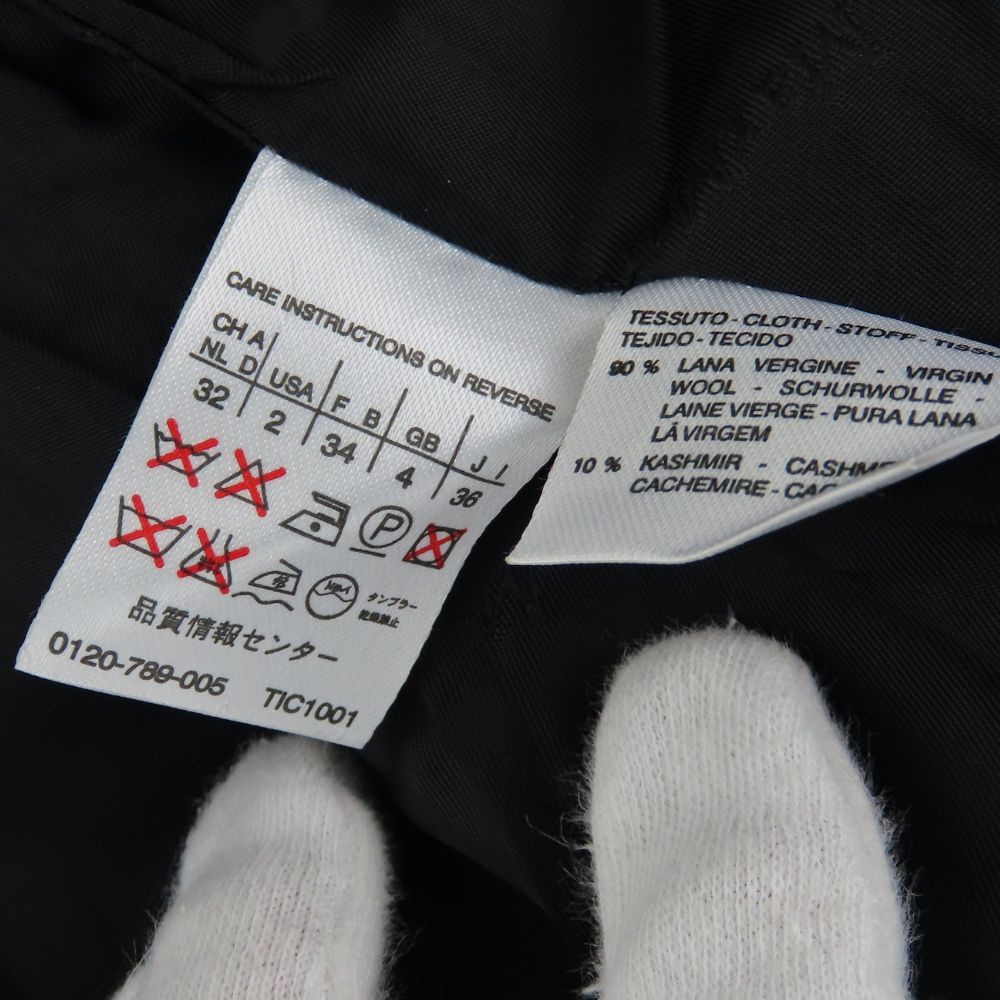 CARE INSTRUCTIONS ON REVERSE
CH A
NL D USA F B GB J I
32 2 34 4 36
P
タンブラー
乾燥禁止
品質情報センター
0120-789-005 TIC1001
TESSUTO - CLOTH - STOFF - TISSU
TEJIDO - TECIDO
90 % LANA VERGINE - VIRGIN
WOOL - SCHURWOLLE -
LAINE VIERGE - PURA LANA
LÃ VIRGEM
10 % KASHMIR - CASHME
CACHEMIRE - CAC